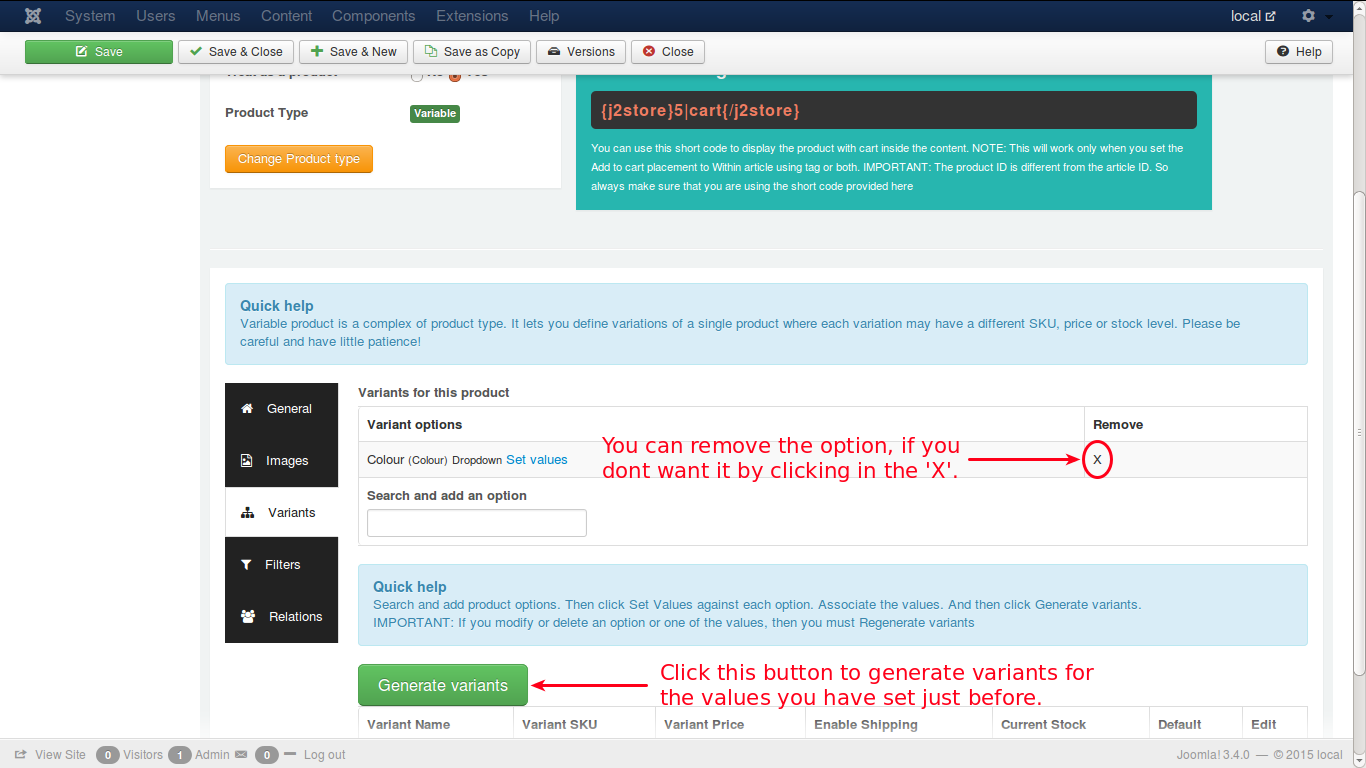 System Users Menus Content Components Extensions Help local
Save Save & Close Save & New Save as Copy Versions Close Help
Product Type Variable
Change Product type
{j2store}5|cart{/j2store}
You can use this short code to display the product with cart inside the content. NOTE: This will work only when you set the
Add to cart placement to Within article using tag or both. IMPORTANT: The product ID is different from the article ID. So
always make sure that you are using the short code provided here
Quick help
Variable product is a complex of product type. It lets you define variations of a single product where each variation may have a different SKU, price or stock level. Please be
careful and have little patience!
General
Images
Variants
Filters
Relations
Variants for this product
Variant options Remove
Colour (Colour) Dropdown Set values X
You can remove the option, if you
dont want it by clicking in the 'X'.
Search and add an option
Quick help
Search and add product options. Then click Set Values against each option. Associate the values. And then click Generate variants.
IMPORTANT: If you modify or delete an option or one of the values, then you must Regenerate variants
Generate variants
Click this button to generate variants for
the values you have set just before.
Variant Name Variant SKU Variant Price Enable Shipping Current Stock Default Edit
View Site 0 Visitors 1 Admin 0 Log out Joomla! 3.4.0 — © 2015 local